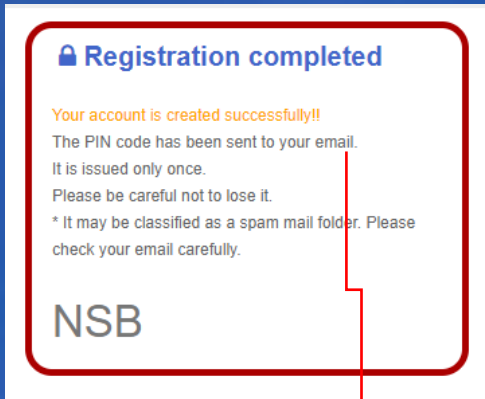 Registration completed
Your account is created successfully!!
The PIN code has been sent to your email.
It is issued only once.
Please be careful not to lose it.
* It may be classified as a spam mail folder. Please
check your email carefully.
NSB